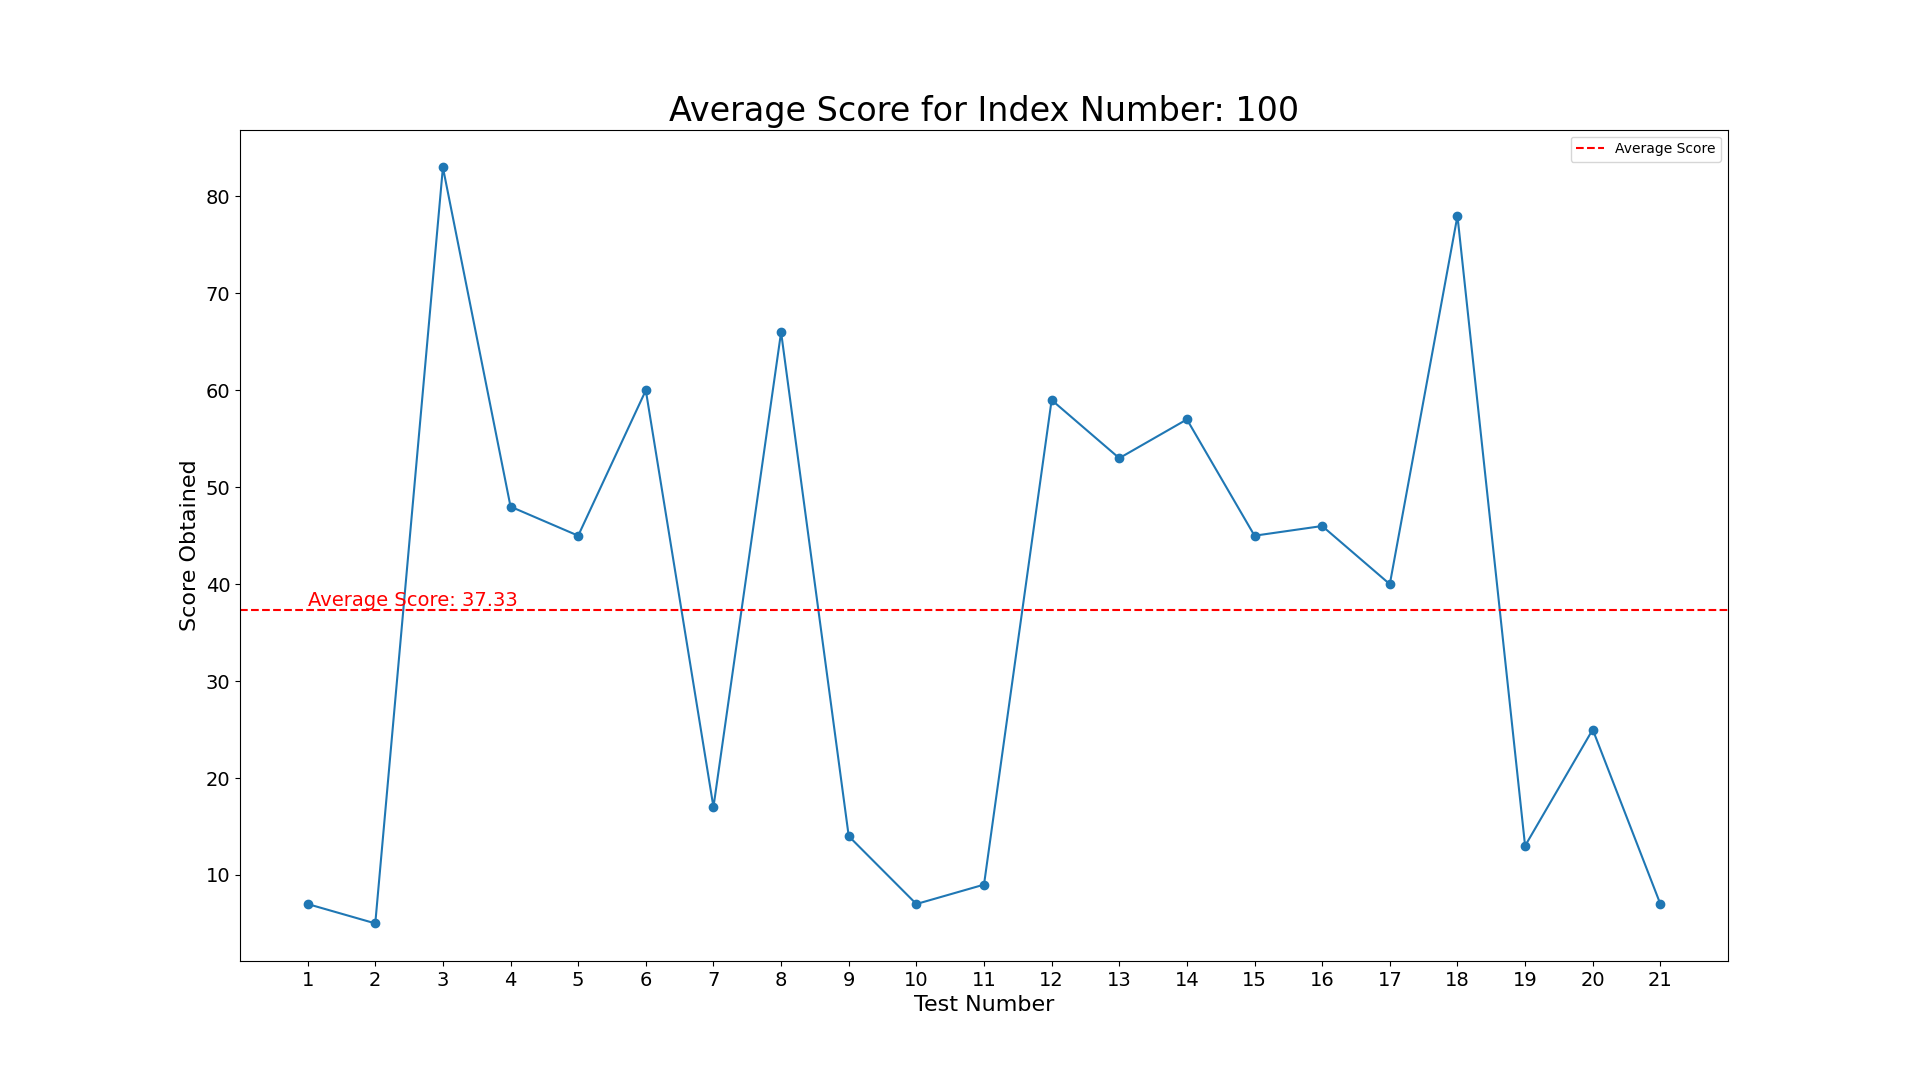 Average Score for Index Number: 100
Average Score
80
70
60
50
40
30
20
10
Score Obtained
Average Score: 37.33
1 2 3 4 5 6 7 8 9 10 11 12 13 14 15 16 17 18 19 20 21
Test Number